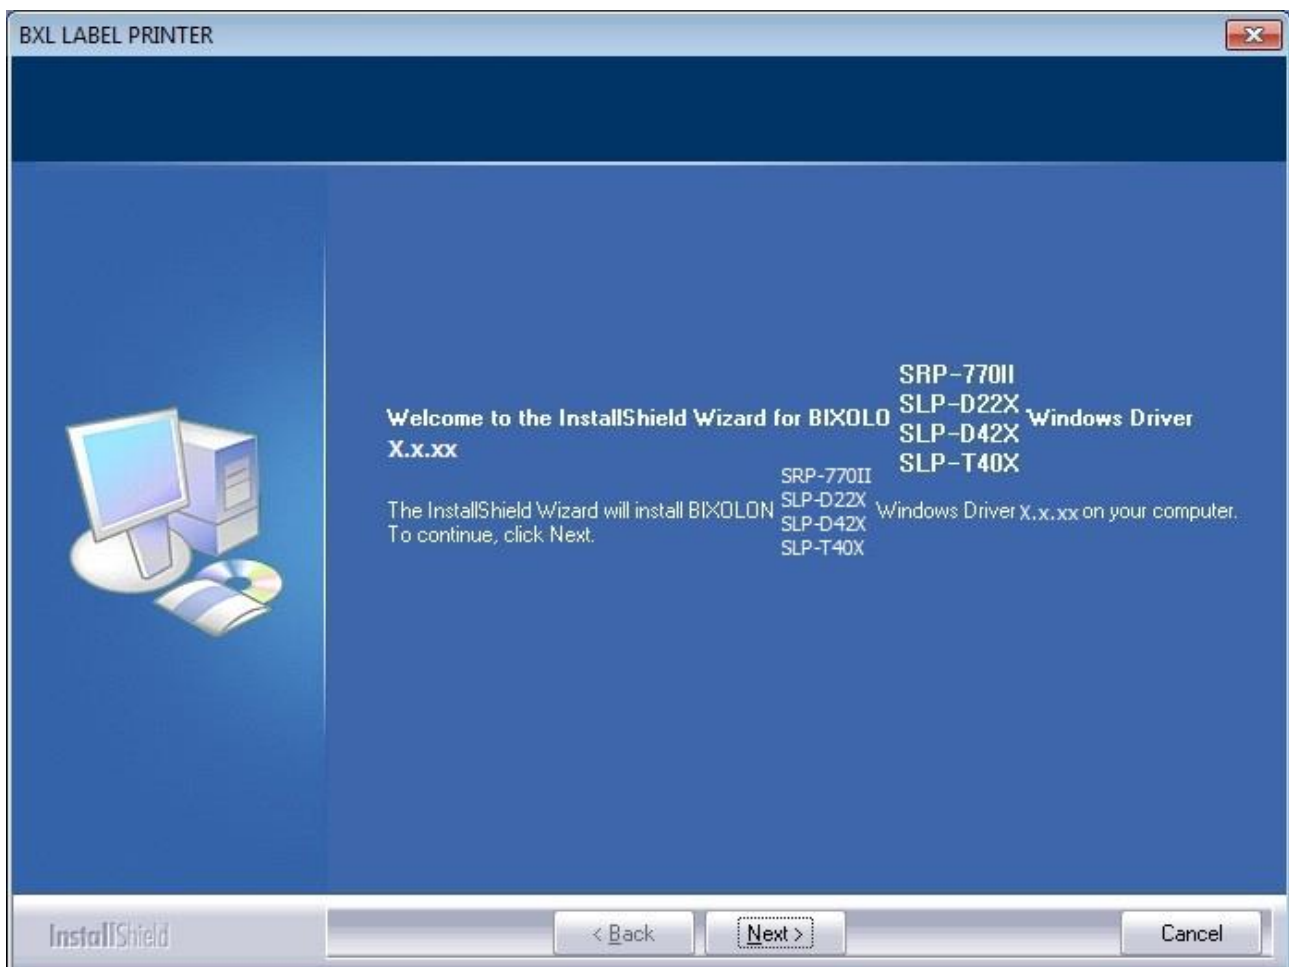 BXL LABEL PRINTER
SRP-770II
SLP-D22X
SLP-D42X
SLP-T40X
Welcome to the InstallShield Wizard for BIXOLO Windows Driver
X.x.xx
SRP-770II
SLP-D22X
SLP-D42X
SLP-T40X
The InstallShield Wizard will install BIXOLON Windows Driver X.x.xx on your computer.
To continue, click Next.
InstallShield
< Back
Next >
Cancel